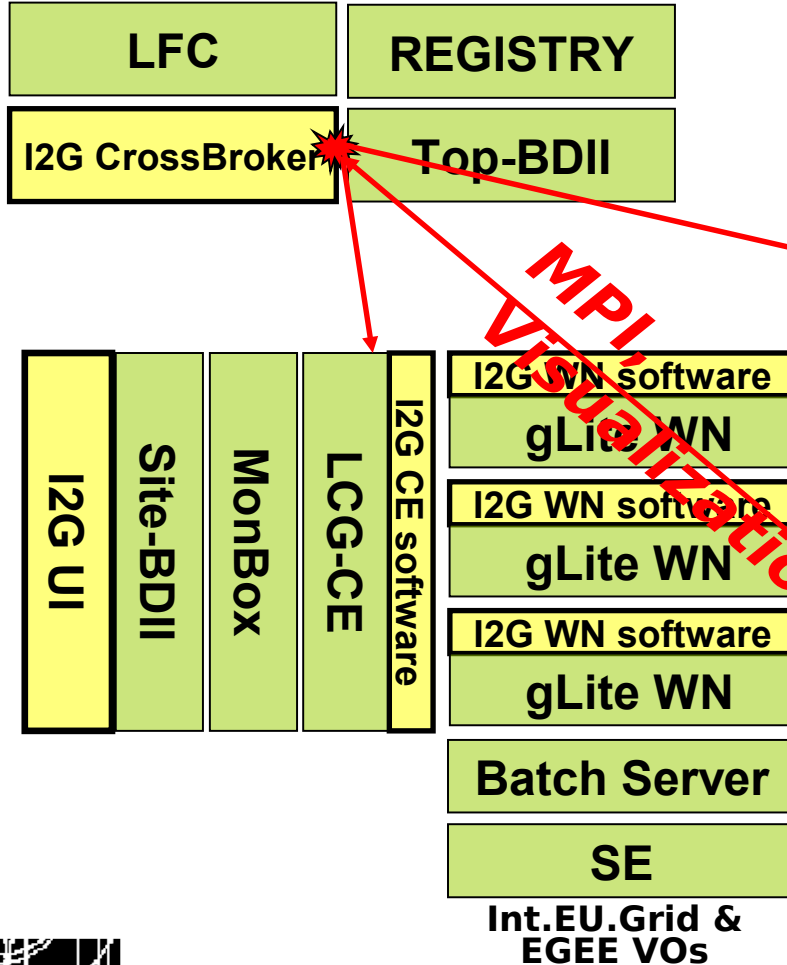 LFC
REGISTRY
I2G CrossBroker
Top-BDII
MPI,
Visualizatio
I2G UI
Site-BDII
MonBox
LCG-CE
I2G CE software
I2G WN software
gLite WN
I2G WN software
gLite WN
I2G WN software
gLite WN
Batch Server
SE
Int.EU.Grid &
EGEE VOs